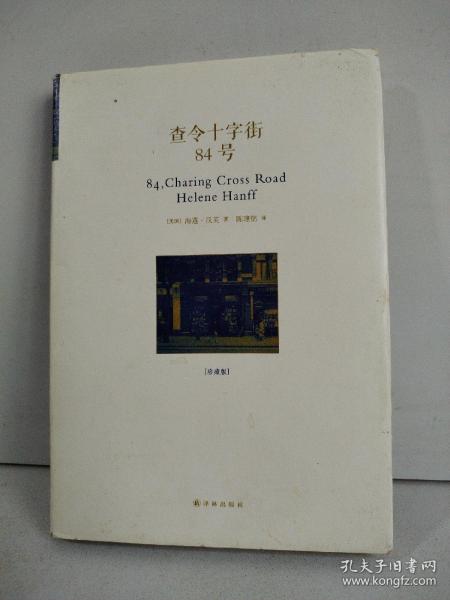 查令十字街
84号
84, Charing Cross Road
Helene Hanff
[美国] 海莲·汉芙 著 陈建铭 译
[珍藏版]
译林出版社
孔夫子旧书网
www.kongfz.com